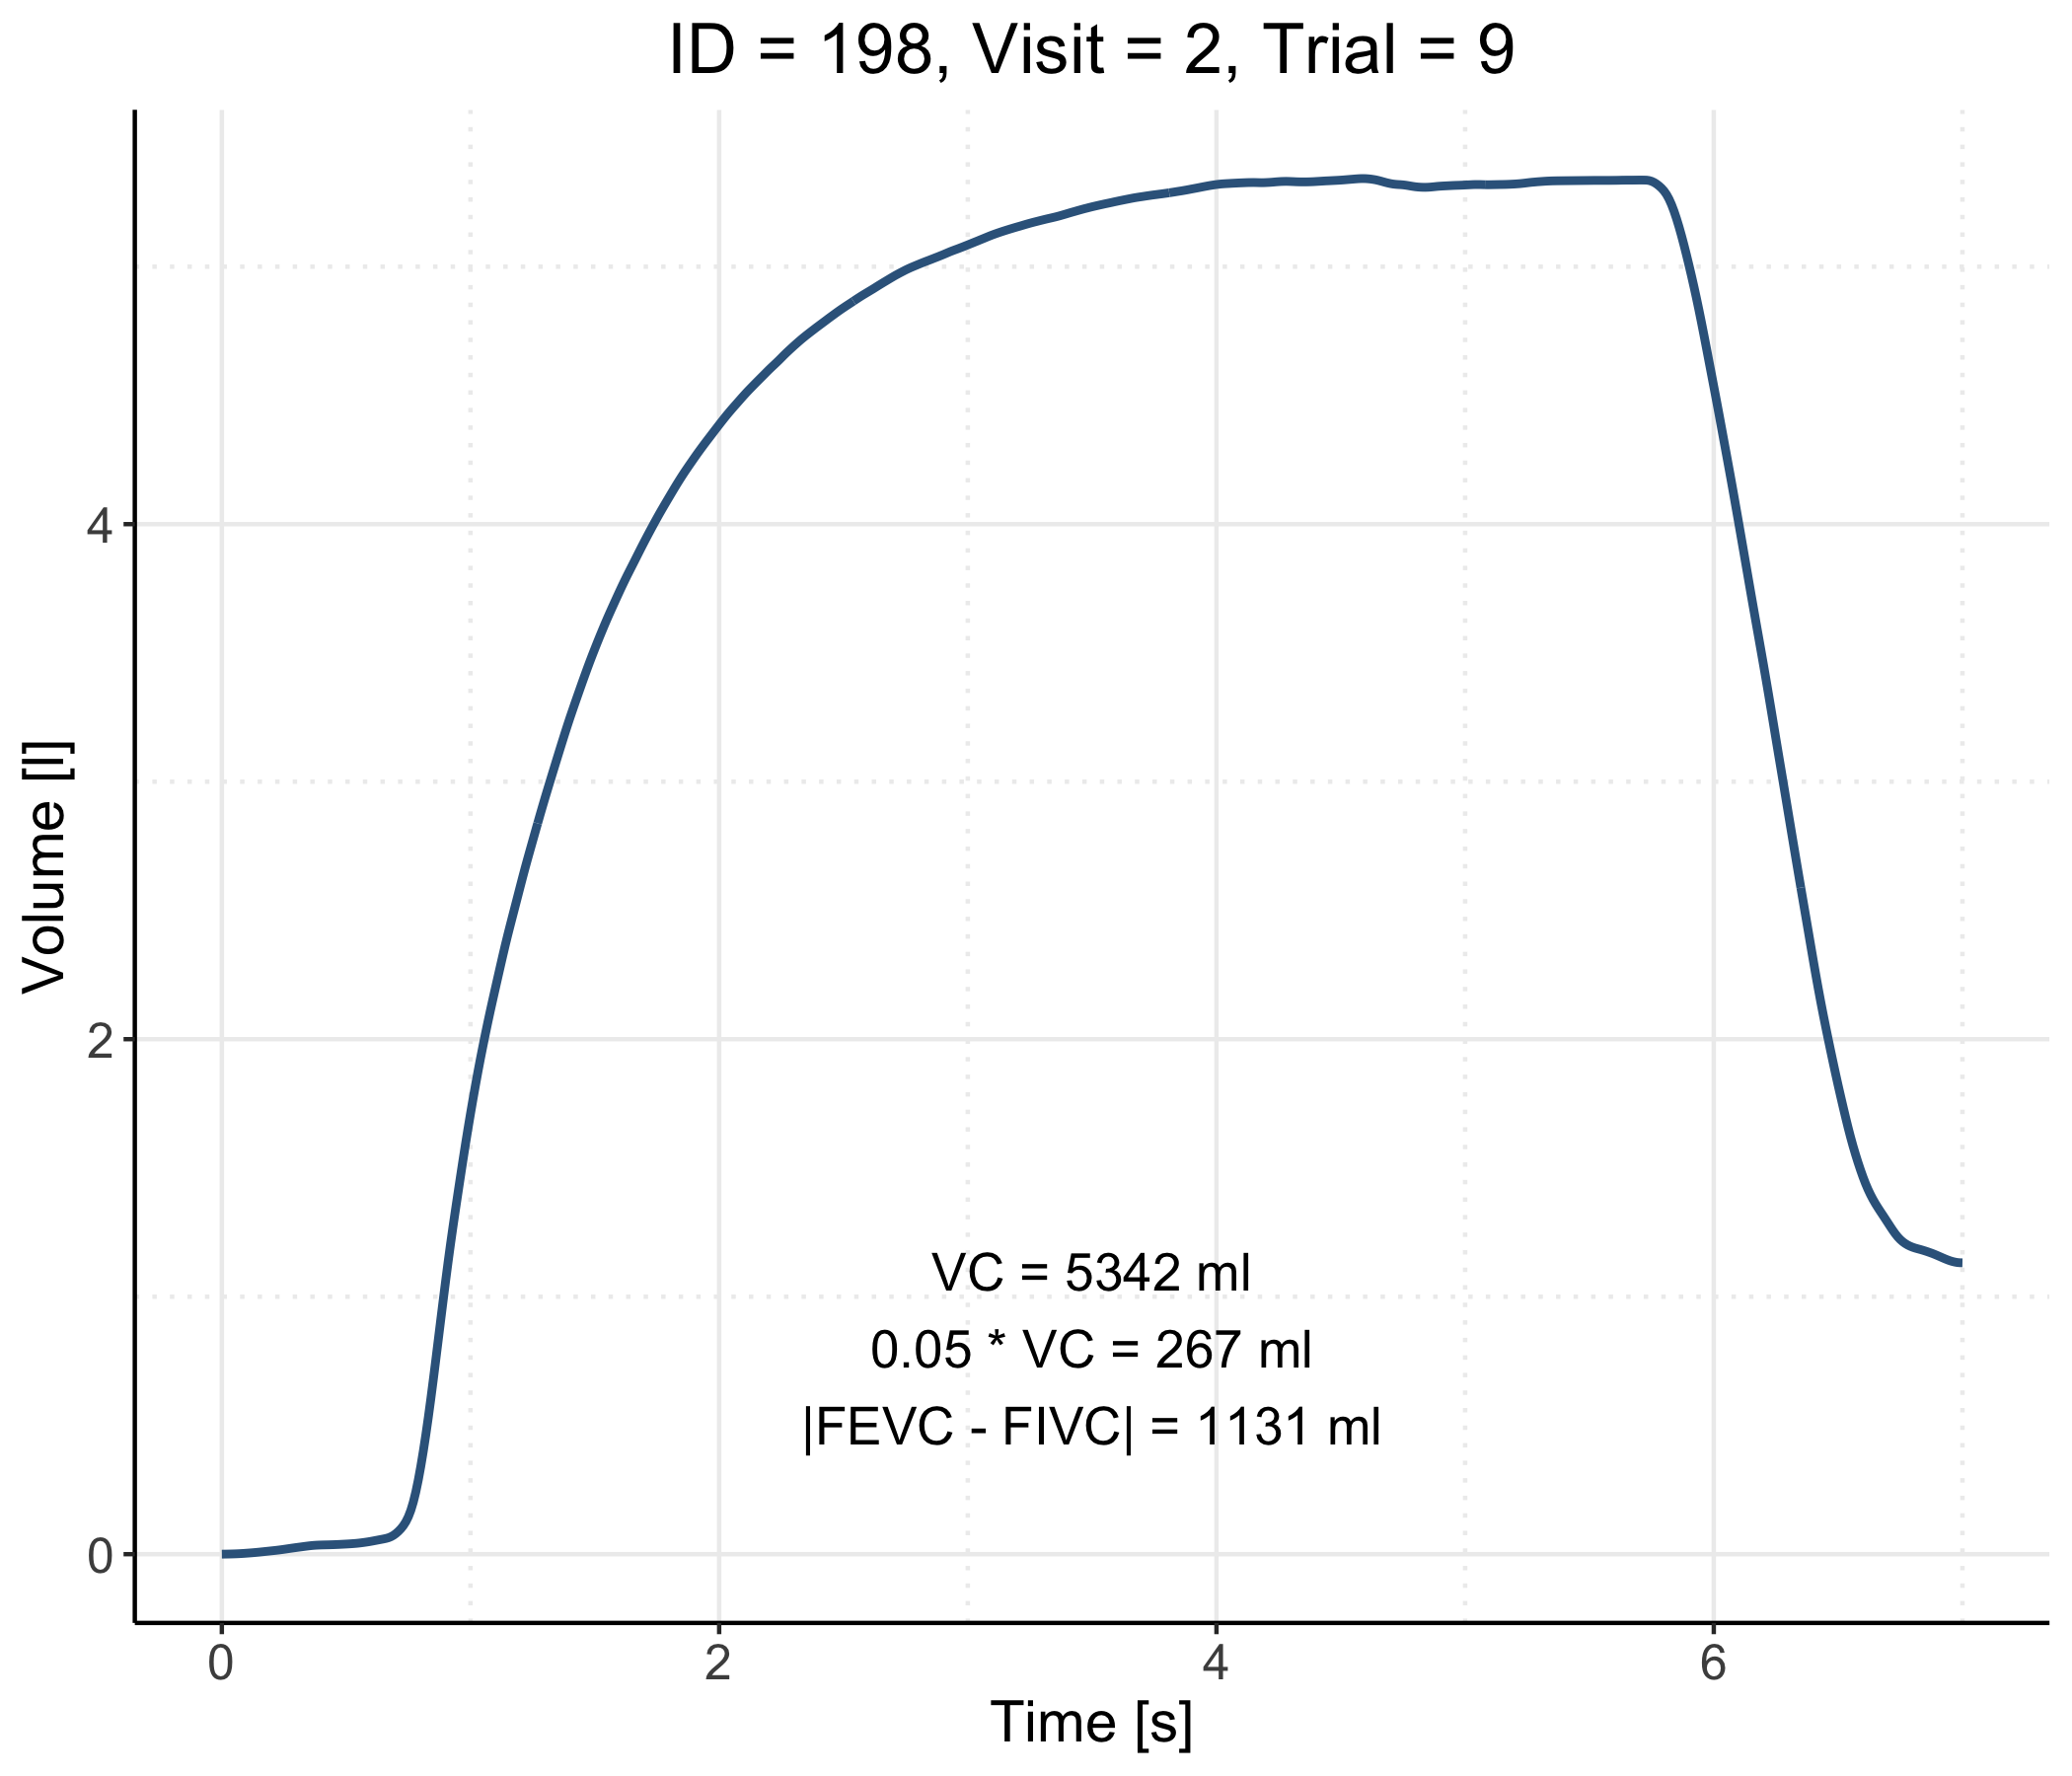 ID = 198, Visit = 2, Trial = 9
Volume [l]
4
2
0
VC = 5342 ml
0.05 * VC = 267 ml
|FEVC - FIVC| = 1131 ml
0 2 4 6
Time [s]